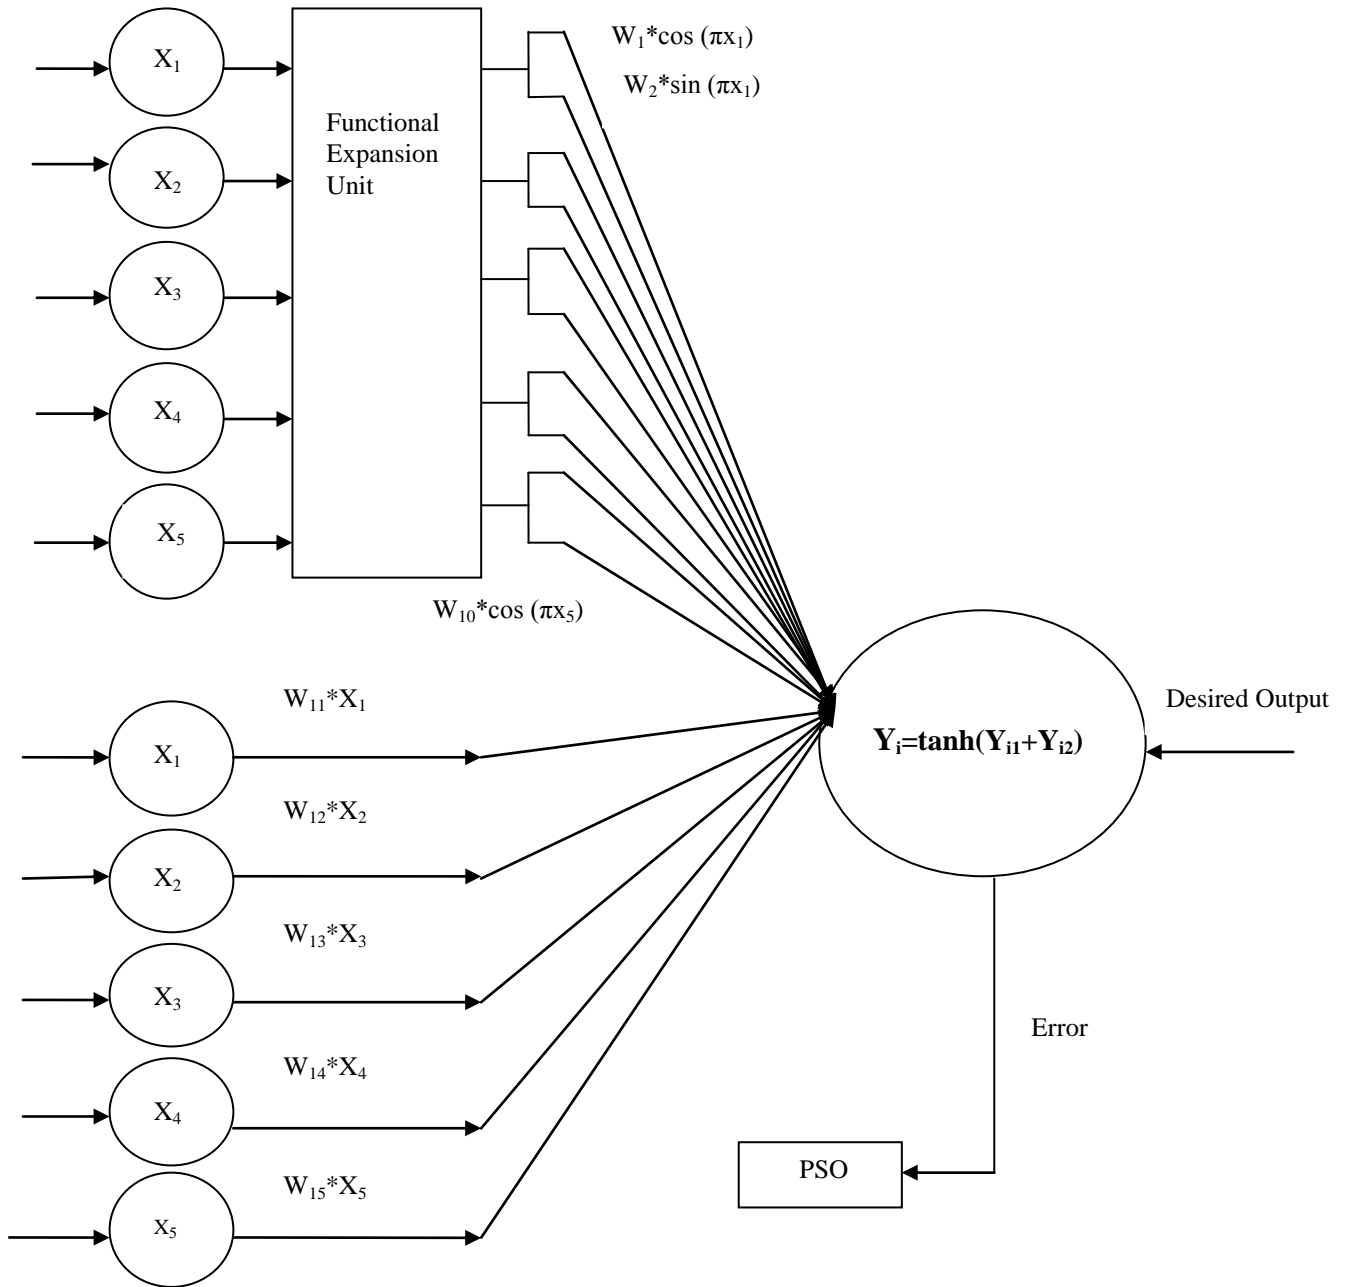 X₁
W₁*cos (πx₁)
W₂*sin (πx₁)
Functional
Expansion
Unit
X₂
X₃
X₄
X₅
W₁₀*cos (πx₅)
W₁₁*X₁
Desired Output
X₁
Yᵢ=tanh(Yᵢ₁+Yᵢ₂)
W₁₂*X₂
X₂
W₁₃*X₃
X₃
Error
W₁₄*X₄
X₄
PSO
W₁₅*X₅
X₅